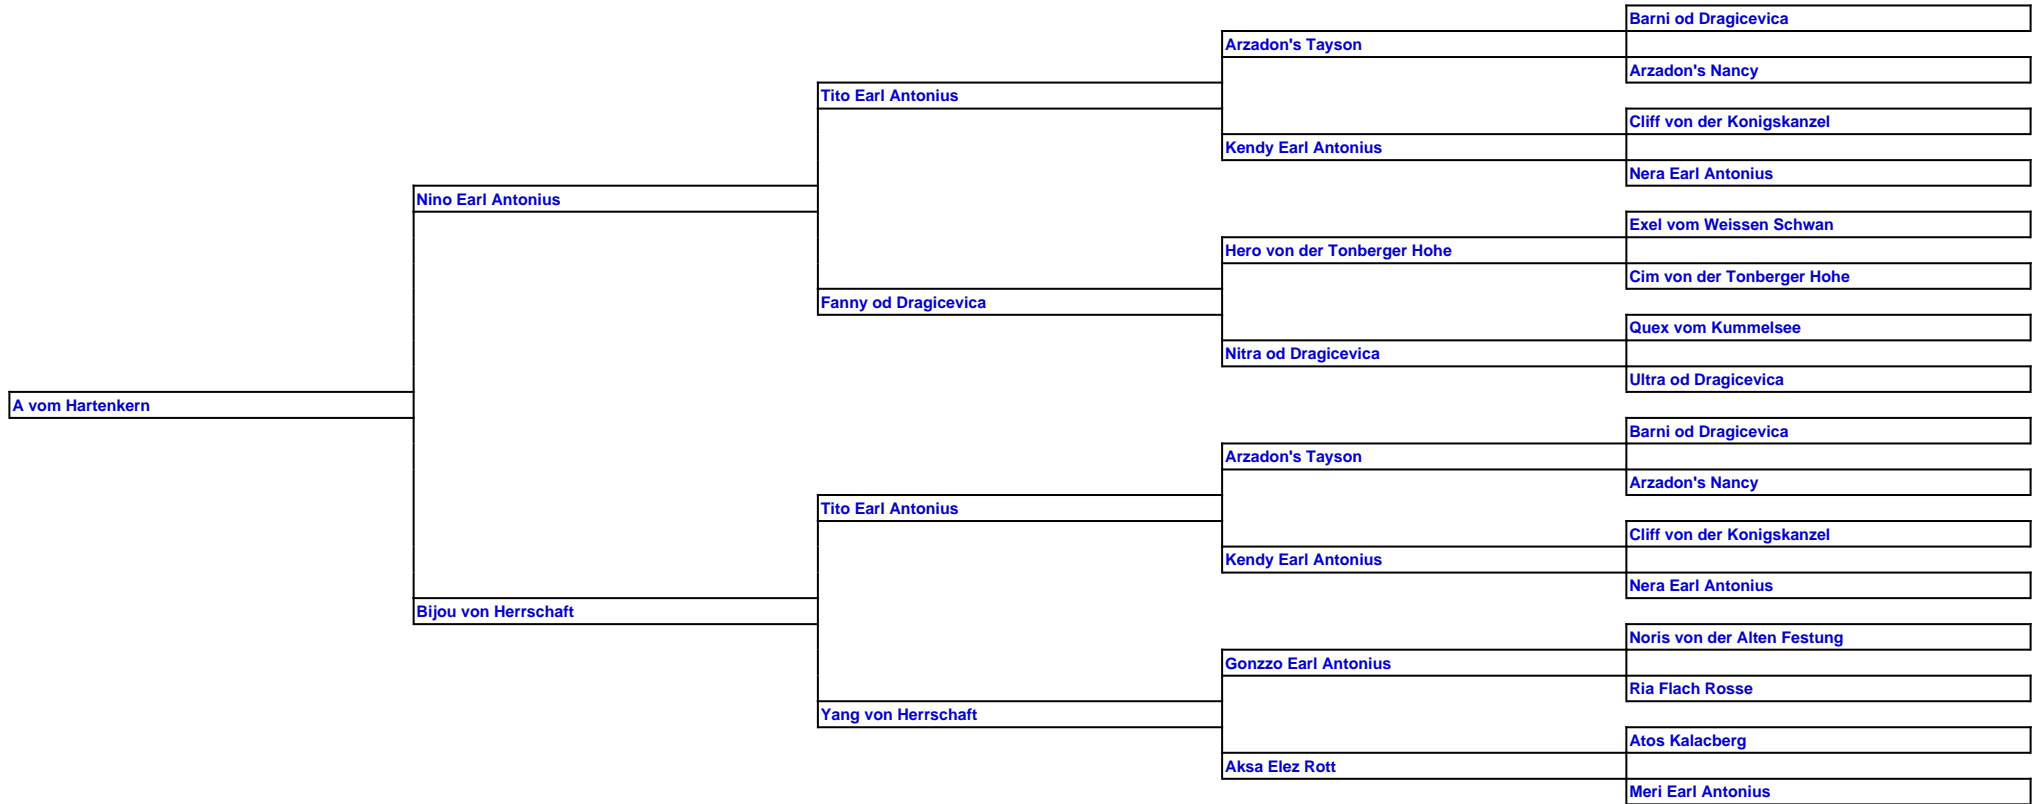 Barni od Dragicevica
Arzadon's Tayson
Arzadon's Nancy
Tito Earl Antonius
Cliff von der Konigskanzel
Kendy Earl Antonius
Nera Earl Antonius
Nino Earl Antonius
Exel vom Weissen Schwan
Hero von der Tonberger Hohe
Cim von der Tonberger Hohe
Fanny od Dragicevica
Quex vom Kummelsee
Nitra od Dragicevica
Ultra od Dragicevica
A vom Hartenkern
Barni od Dragicevica
Arzadon's Tayson
Arzadon's Nancy
Tito Earl Antonius
Cliff von der Konigskanzel
Kendy Earl Antonius
Nera Earl Antonius
Bijou von Herrschaft
Noris von der Alten Festung
Gonzzo Earl Antonius
Ria Flach Rosse
Yang von Herrschaft
Atos Kalacberg
Aksa Elez Rott
Meri Earl Antonius